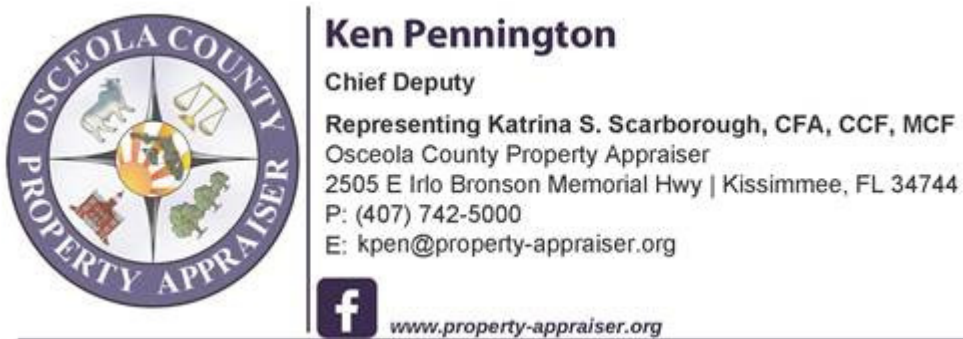 OSCEOLA COUNTY
PROPERTY APPRAISER
Ken Pennington
Chief Deputy
Representing Katrina S. Scarborough, CFA, CCF, MCF
Osceola County Property Appraiser
2505 E Irlo Bronson Memorial Hwy | Kissimmee, FL 34744
P: (407) 742-5000
E: kpen@property-appraiser.org
f
www.property-appraiser.org